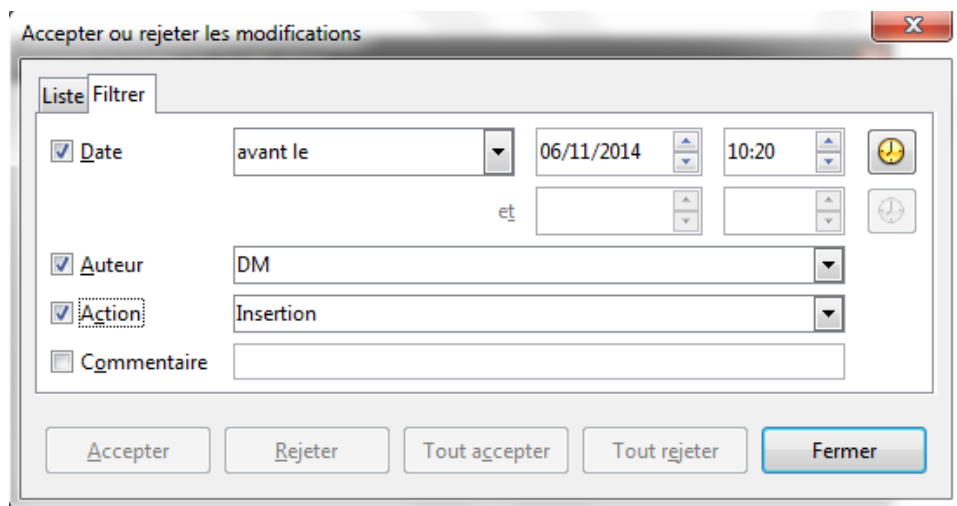 Accepter ou rejeter les modifications
Liste Filtrer
Date avant le 06/11/2014 10:20
et
Auteur DM
Action Insertion
Commentaire
Accepter Rejeter Tout accepter Tout rejeter Fermer